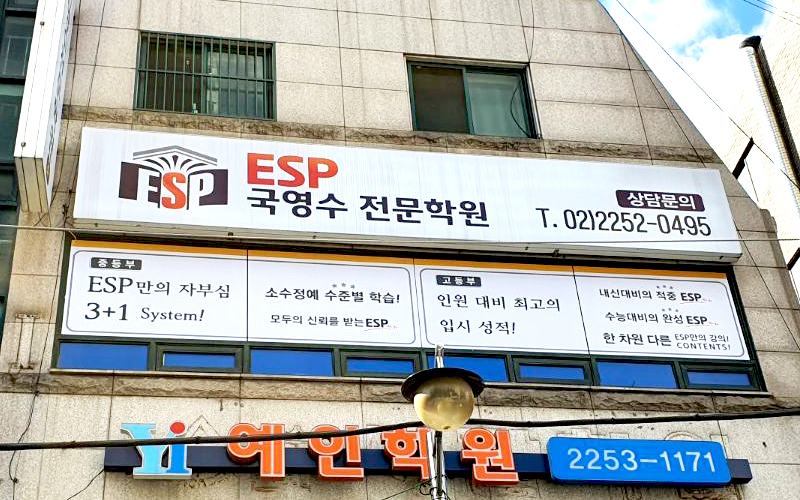 ESP
ESP
국영수 전문학원
상담문의
T. 02)2252-0495
중등부
ESP만의 자부심
3+1 System!
소수정예 수준별 학습!
모두의 신뢰를 받는 ESP
고등부
인원 대비 최고의
입시 성적!
내신대비의 적중 ESP
수능대비의 완성 ESP
한 차원 다른 ESP만의 강의!
CONTENTS!
Yi 예인학원 2253-1171